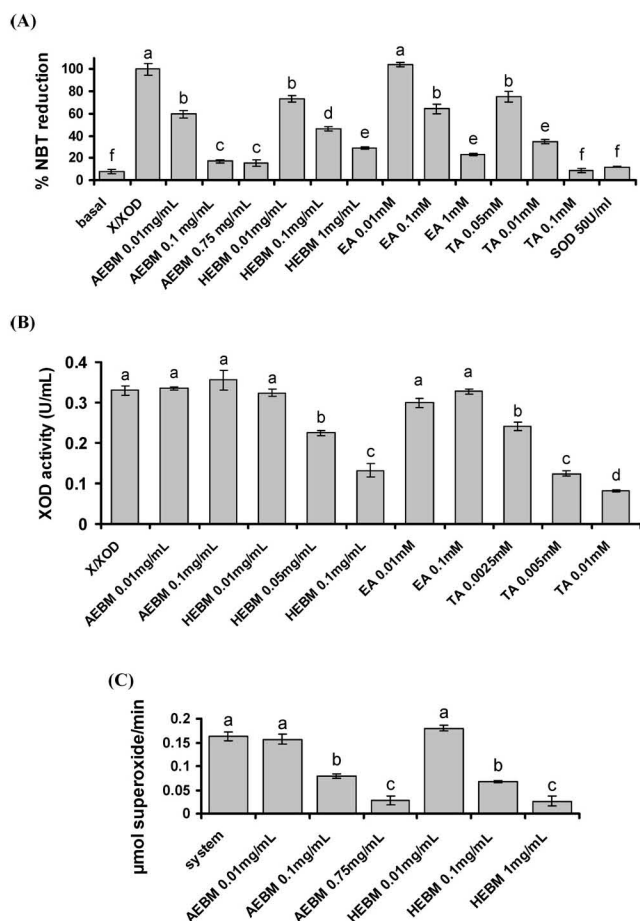 (A)
% NBT reduction
100
80
60
40
20
0
f
a
b
c
c
b
d
e
a
b
e
b
e
f
f
basal
X/XOD
AEBM 0.01mg/mL
AEBM 0.1 mg/mL
AEBM 0.75 mg/mL
HEBM 0.01mg/mL
HEBM 0.1mg/mL
HEBM 1mg/mL
EA 0.01mM
EA 0.1mM
EA 1mM
TA 0.05mM
TA 0.01mM
TA 0.1mM
SOD 50U/ml
(B)
XOD activity (U/mL)
0.4
0.3
0.2
0.1
0
a
a
a
a
b
c
a
a
b
c
d
X/XOD
AEBM 0.01mg/mL
AEBM 0.1mg/mL
HEBM 0.01mg/mL
HEBM 0.05mg/mL
HEBM 0.1mg/mL
EA 0.01mM
EA 0.1mM
TA 0.0025mM
TA 0.005mM
TA 0.01mM
(C)
µmol superoxide/min
0.2
0.15
0.1
0.05
0
a
a
b
c
a
b
c
system
AEBM 0.01mg/mL
AEBM 0.1mg/mL
AEBM 0.75mg/mL
HEBM 0.01mg/mL
HEBM 0.1mg/mL
HEBM 1mg/mL